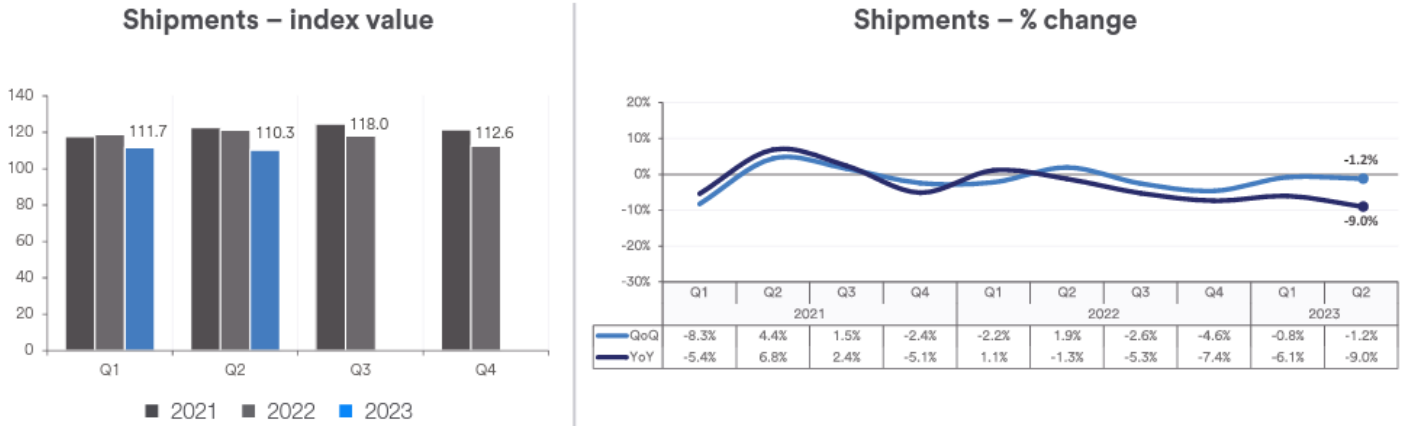 Shipments – index value
140
120
100
80
60
40
20
0
111.7
110.3
118.0
112.6
Q1 Q2 Q3 Q4
2021 2022 2023
Shipments – % change
20%
10%
0%
-10%
-20%
-30%
-1.2%
-9.0%
Q1 Q2 Q3 Q4 Q1 Q2 Q3 Q4 Q1 Q2
2021 2022 2023
QoQ -8.3% 4.4% 1.5% -2.4% -2.2% 1.9% -2.6% -4.6% -0.8% -1.2%
YoY -5.4% 6.8% 2.4% -5.1% 1.1% -1.3% -5.3% -7.4% -6.1% -9.0%